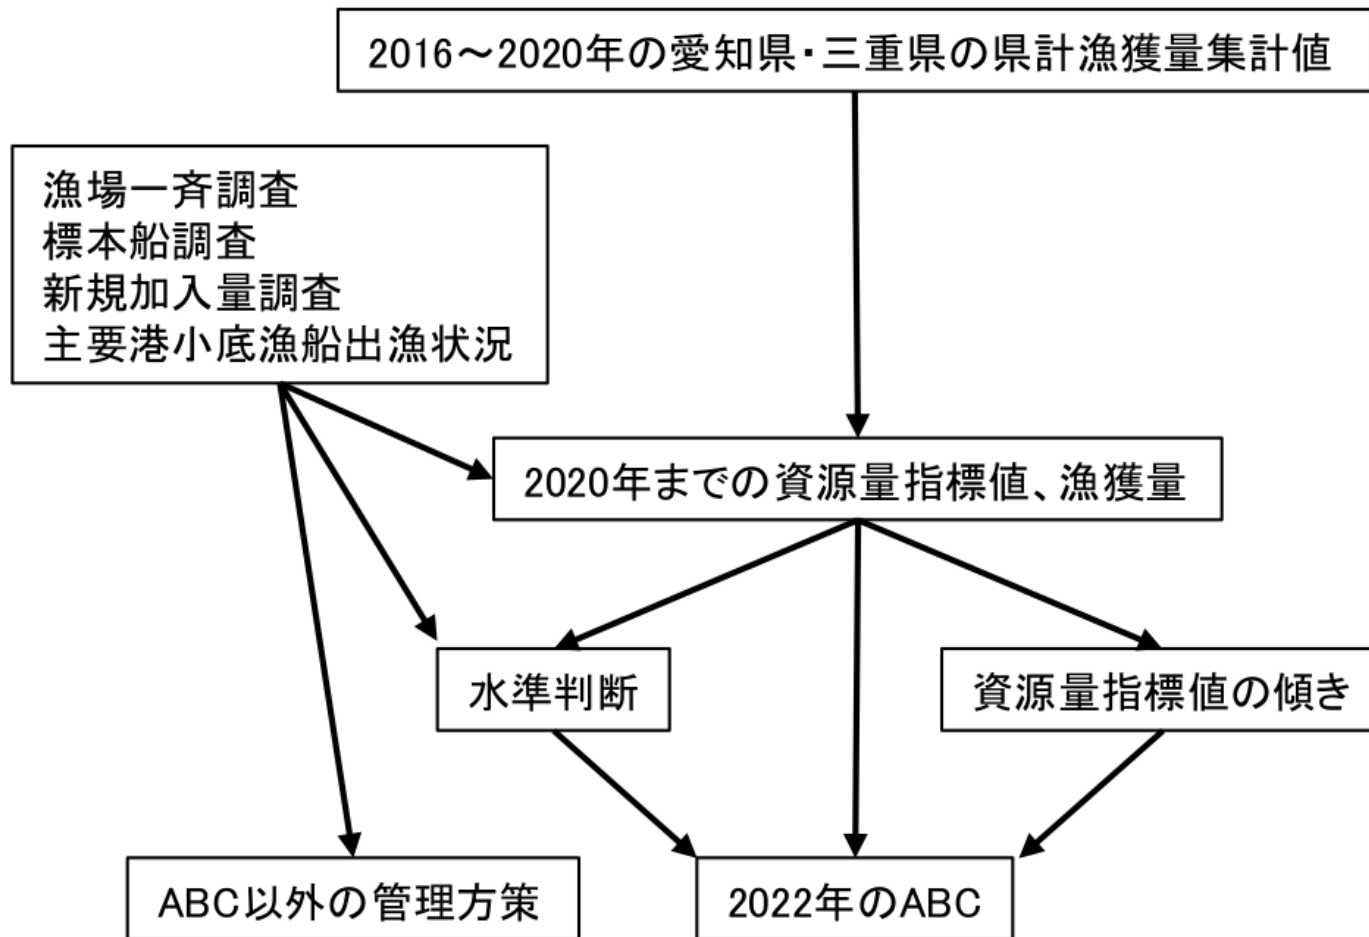 2016～2020年の愛知県・三重県の県計漁獲量集計値
漁場一斉調査
標本船調査
新規加入量調査
主要港小底漁船出漁状況
2020年までの資源量指標値、漁獲量
水準判断
資源量指標値の傾き
ABC以外の管理方策
2022年のABC